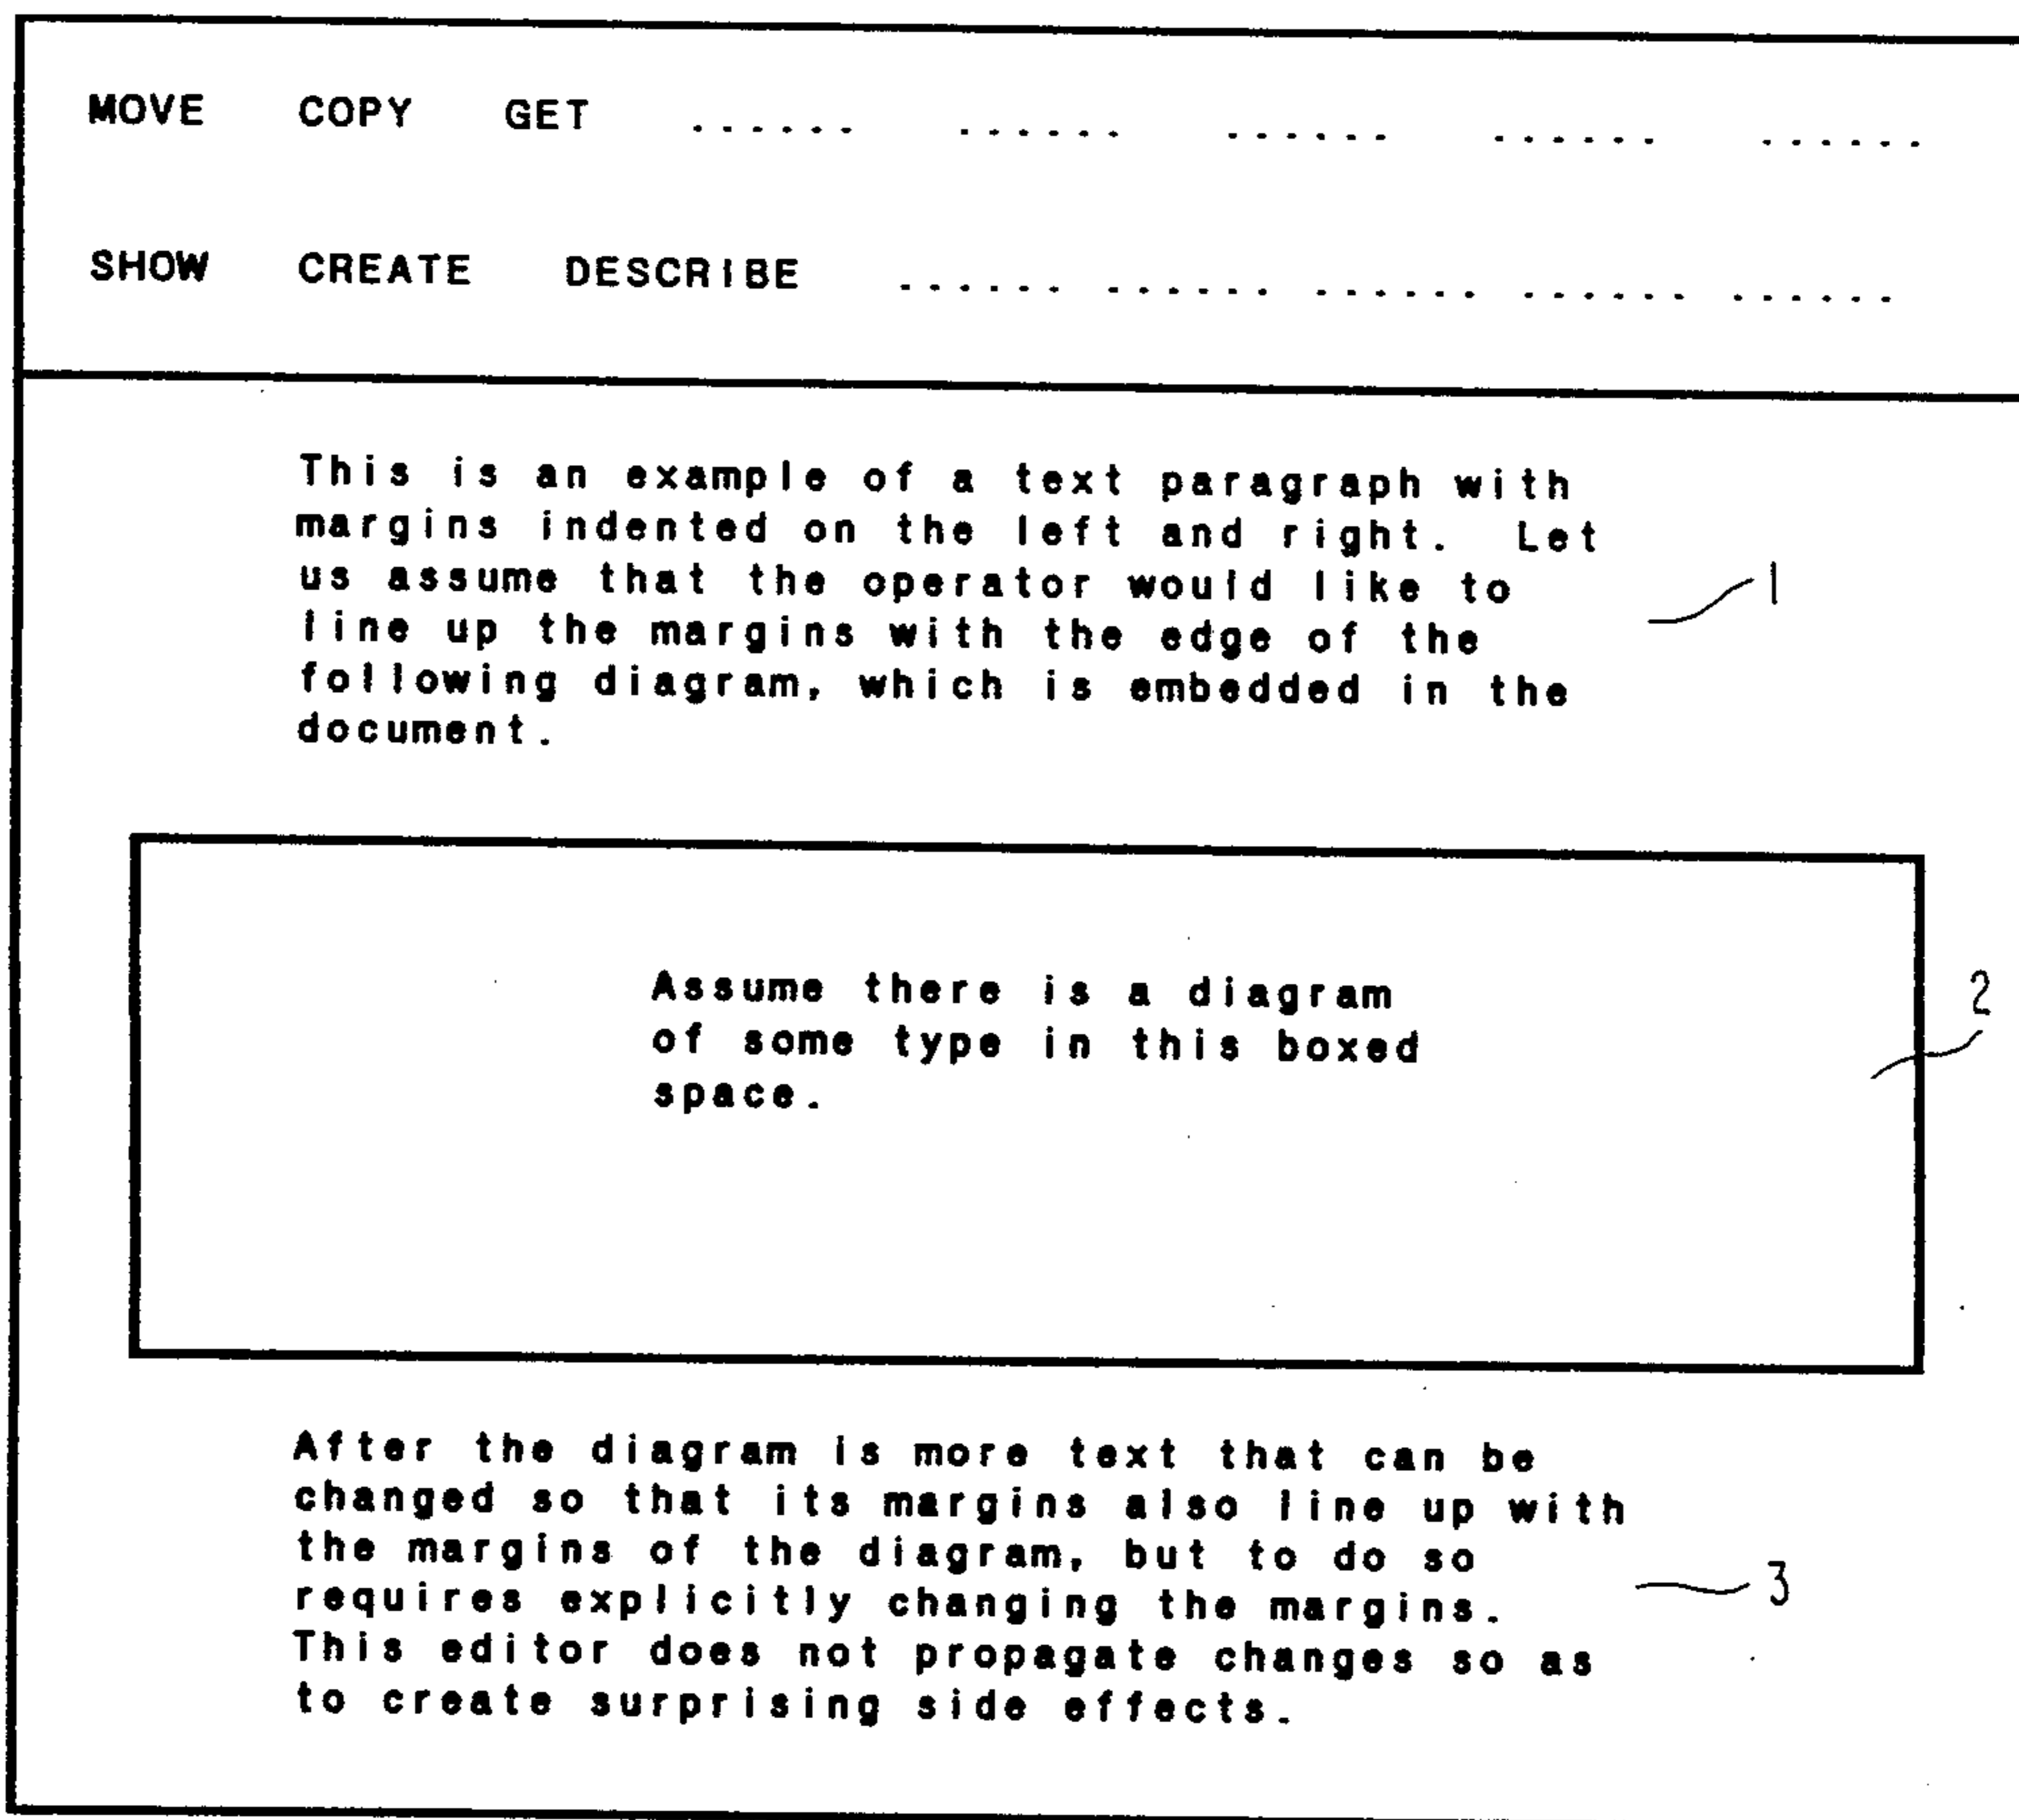 MOVE COPY GET ...... ...... ...... ...... ......
SHOW CREATE DESCRIBE ...... ...... ...... ...... ......
This is an example of a text paragraph with
margins indented on the left and right. Let
us assume that the operator would like to
line up the margins with the edge of the
following diagram, which is embedded in the
document.
1
Assume there is a diagram
of some type in this boxed
space.
2
After the diagram is more text that can be
changed so that its margins also line up with
the margins of the diagram, but to do so
requires explicitly changing the margins.
This editor does not propagate changes so as
to create surprising side effects.
3